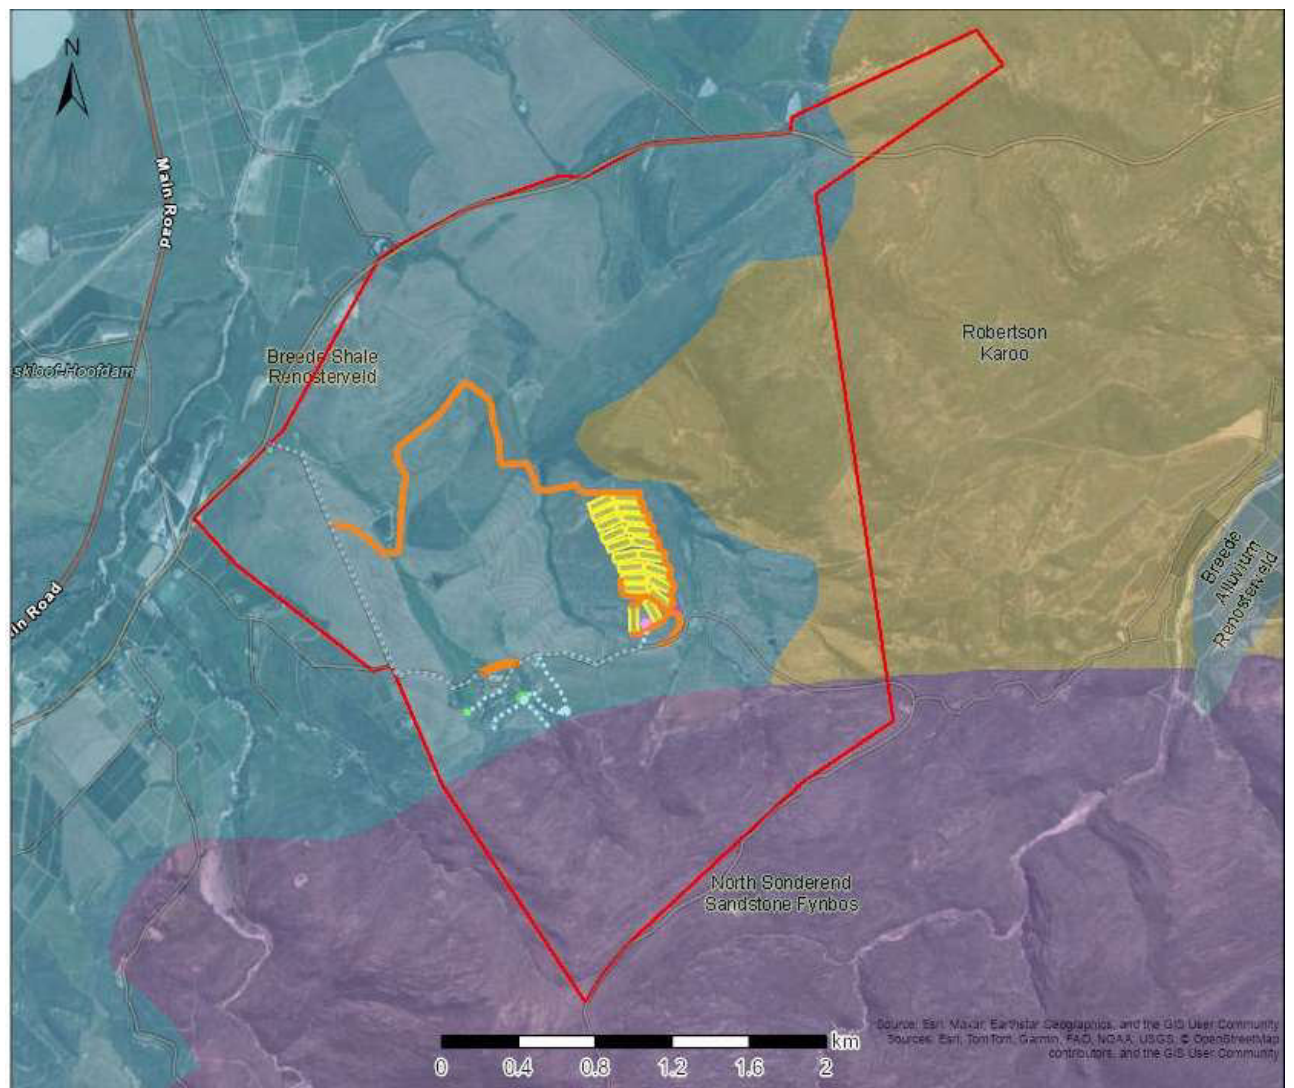 N
Main Road
Breede Shale
Renosterveld
skloof-Hoofdam
Robertson
Karoo
Breede
Alluvium
Renosterveld
in Road
North Sonderend
Sandstone Fynbos
km
0 0.4 0.8 1.2 1.6 2
Source: Esri, Maxar, Earthstar Geographics, and the GIS User Community
Sources: Esri, TomTom, Garmin, FAO, NOAA, USGS, © OpenStreetMap
contributors, and the GIS User Community